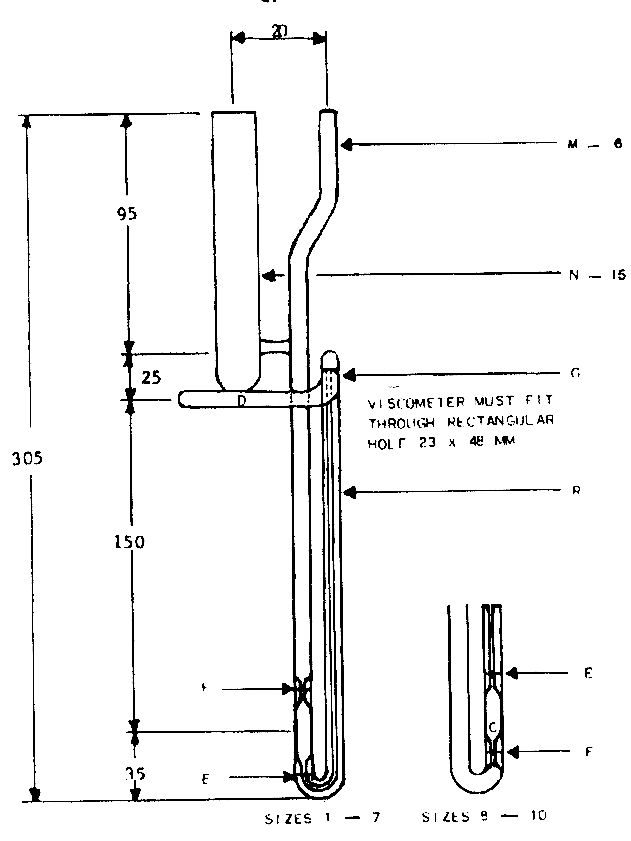 20
M — 6
95
N — 15
25
G
D
VISCOMETER MUST FIT
THROUGH RECTANGULAR
HOLE 23 x 48 MM
305
R
150
E
C
F
35
E
SIZES 1 — 7
SIZES 8 — 10